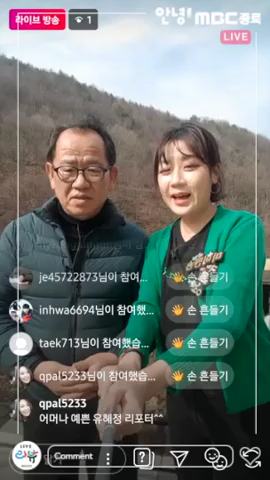 라이브 방송
1
안녕! MBC충북
LIVE
je45722873님이 참여...
👋 손 흔들기
inhwa6694님이 참여했...
👋 손 흔들기
taek713님이 참여했습...
👋 손 흔들기
qpal5233님이 참여했습...
👋 손 흔들기
qpal5233
어머나 예쁜 유혜정 리포터^^
Comment